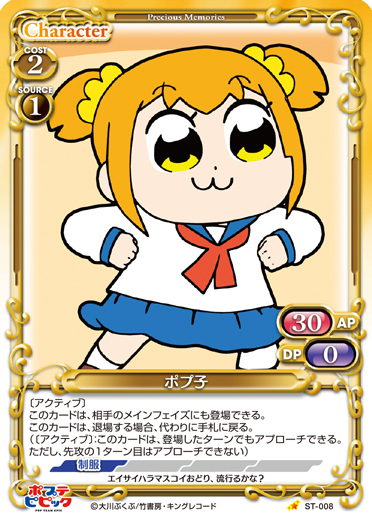 Precious Memories
Character
COST
2
SOURCE
1
30 AP
DP 0
ポプ子
〔アクティブ〕
このカードは、相手のメインフェイズにも登場できる。
このカードは、退場する場合、代わりに手札に戻る。
(〔アクティブ〕:このカードは、登場したターンでもアプローチできる。
ただし、先攻の1ターン目はアプローチできない)
制服
エイサイハラマスコイおどり、流行るかな?
ポプテピピック
POP TEAM EPIC
©大川ぶくぶ/竹書房・キングレコード
ST-008